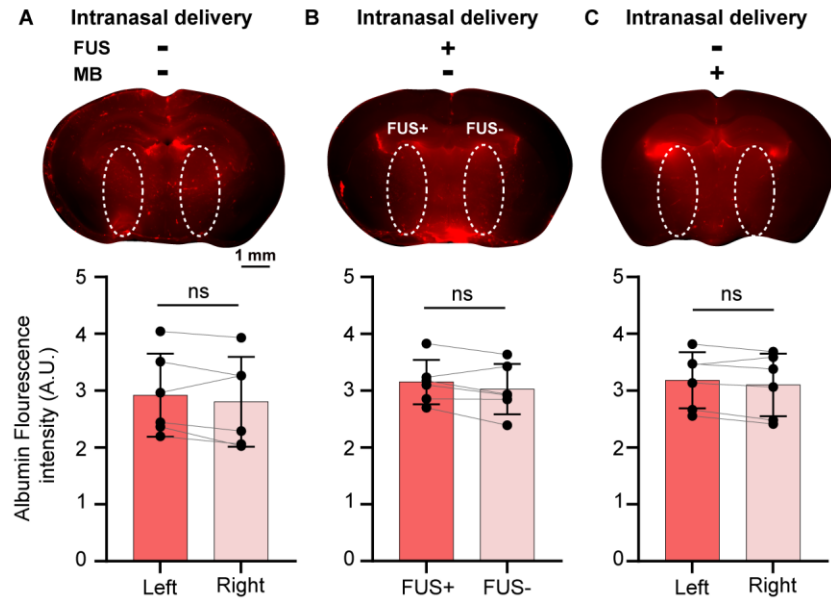 A Intranasal delivery
FUS -
MB -
1 mm
Albumin Flourescence
intensity (A.U.)
5
4
3
2
1
0
ns
Left Right
B Intranasal delivery
+
-
FUS+ FUS-
5
4
3
2
1
0
ns
FUS+ FUS-
C Intranasal delivery
-
+
5
4
3
2
1
0
ns
Left Right